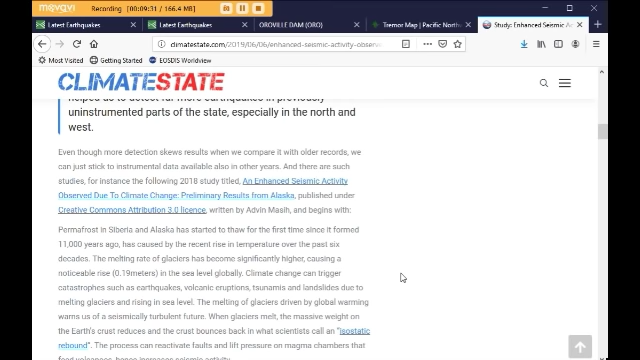 movavi
Recording | 00:09:31 / 166.4 MB
Latest Earthquakes
Latest Earthquakes
OROVILLE DAM (ORO)
Tremor Map | Pacific North
Study: Enhanced Seismic Ac
climatestate.com/2019/06/06/enhanced-seismic-activity-obser
Most Visited
Getting Started
EOSDIS Worldview
CLIMATESTATE
helped us to detect far more earthquakes in previously
uninstrumented parts of the state, especially in the north and
west.
Even though more detection skews results when we compare it with older records, we
can just stick to instrumental data available also in other years. And there are such
studies, for instance the following 2018 study titled, An Enhanced Seismic Activity
Observed Due To Climate Change: Preliminary Results from Alaska, published under
Creative Commons Attribution 3.0 licence, written by Advin Masih, and begins with:
Permafrost in Siberia and Alaska has started to thaw for the first time since it formed
11,000 years ago, has caused by the recent rise in temperature over the past six
decades. The melting rate of glaciers has become significantly higher, causing a
noticeable rise (0.19meters) in the sea level globally. Climate change can trigger
catastrophes such as earthquakes, volcanic eruptions, tsunamis and landslides due to
melting glaciers and rising in sea level. The melting of glaciers driven by global warming
warns us of a seismically turbulent future. When glaciers melt, the massive weight on
the Earth's crust reduces and the crust bounces back in what scientists call an "isostatic
rebound". The process can reactivate faults and lift pressure on magma chambers that
feed volcanoes, hence increases seismic activity.